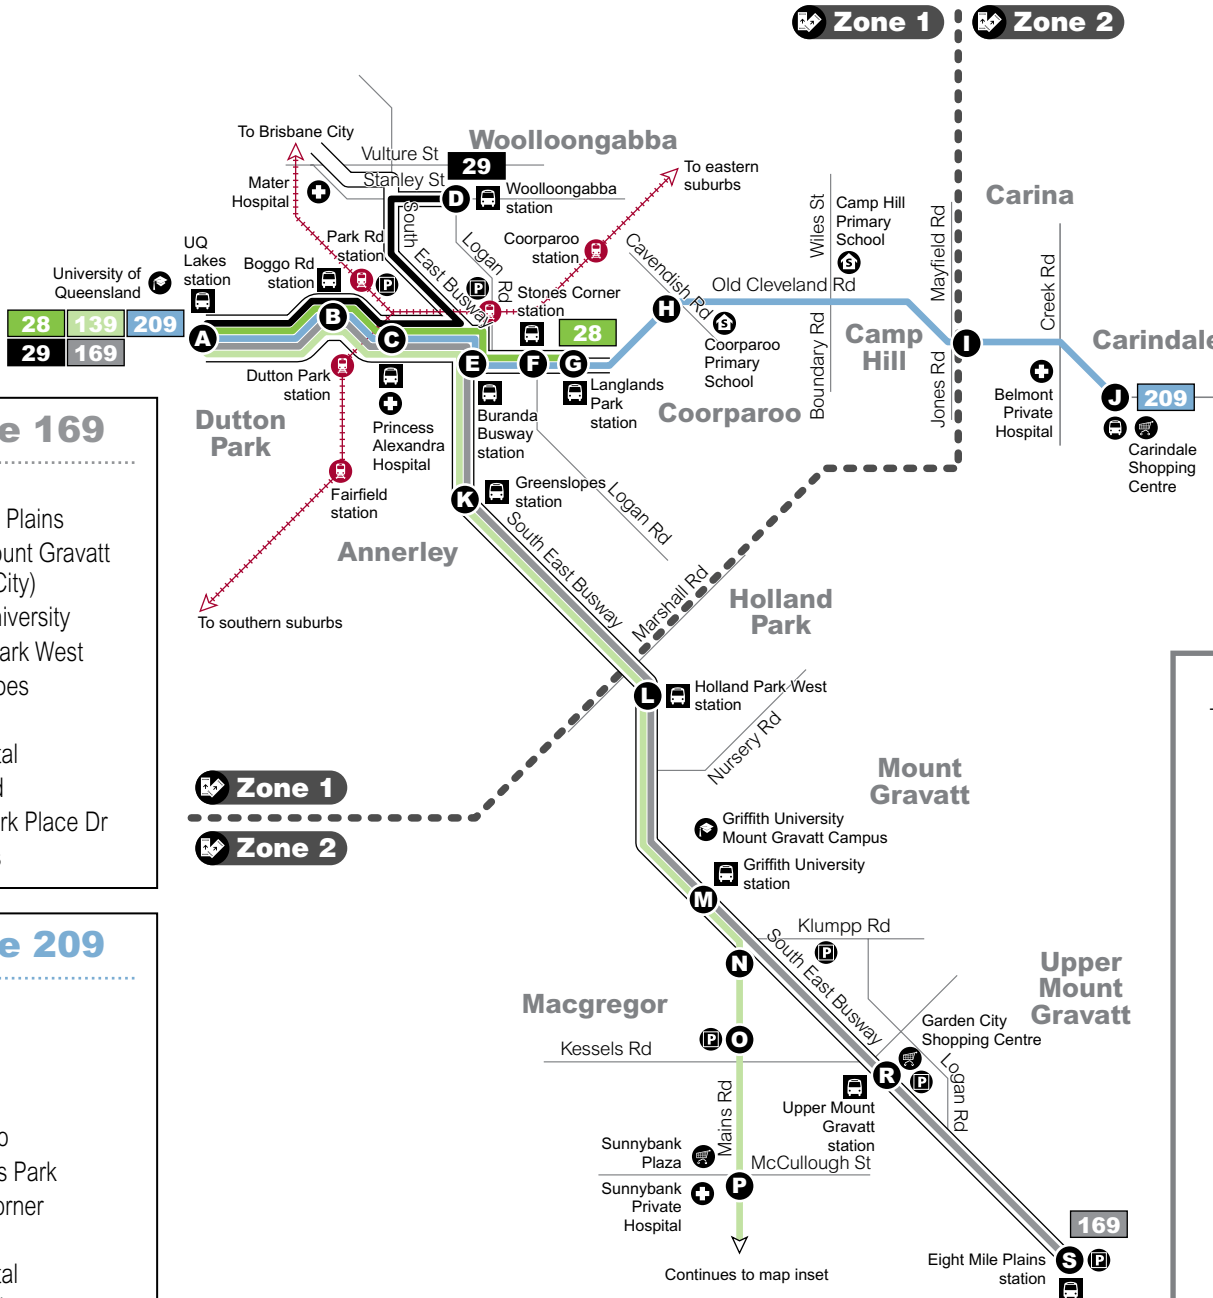 Zone 1
Zone 2
To Brisbane City
Vulture St
Woolloongabba
29
Stanley St
To eastern
suburbs
Mater
Hospital
D
Woolloongabba
station
South East Busway
Logan Rd
Coorparoo
station
Cavendish Rd
Wiles St
Camp Hill
Primary
School
Mayfield Rd
Carina
UQ
Lakes
station
Park Rd
station
Boggo Rd
station
University of
Queensland
P
P
Stones Corner
station
Old Cleveland Rd
Creek Rd
28
139
209
29
169
A
B
C
E
F
G
28
H
S
Coorparoo
Primary
School
S
Boundary Rd
Camp
Hill
Jones Rd
I
Carindale
Dutton Park
station
Princess
Alexandra
Hospital
Buranda
Busway
station
Langlands
Park
station
Coorparoo
Belmont
Private
Hospital
J
209
Carindale
Shopping
Centre
Dutton
Park
e 169
Fairfield
station
K
Greenslopes
station
Logan Rd
Plains
ount Gravatt
City)
niversity
ark West
pes
tal
d
rk Place Dr
s
Annerley
South East Busway
Marshall Rd
Holland
Park
To southern suburbs
L
Holland Park West
station
Nursery Rd
Zone 1
Zone 2
Mount
Gravatt
Griffith University
Mount Gravatt Campus
Griffith University
station
M
Klumpp Rd
P
South East Busway
N
Upper
Mount
Gravatt
e 209
Macgregor
P
O
Kessels Rd
Garden City
Shopping Centre
P
R
Logan Rd
Upper Mount
Gravatt
station
Mains Rd
Sunnybank
Plaza
McCullough St
P
Sunnybank
Private
Hospital
o
s Park
orner
tal
169
Eight Mile Plains
station
S
P
Continues to map inset